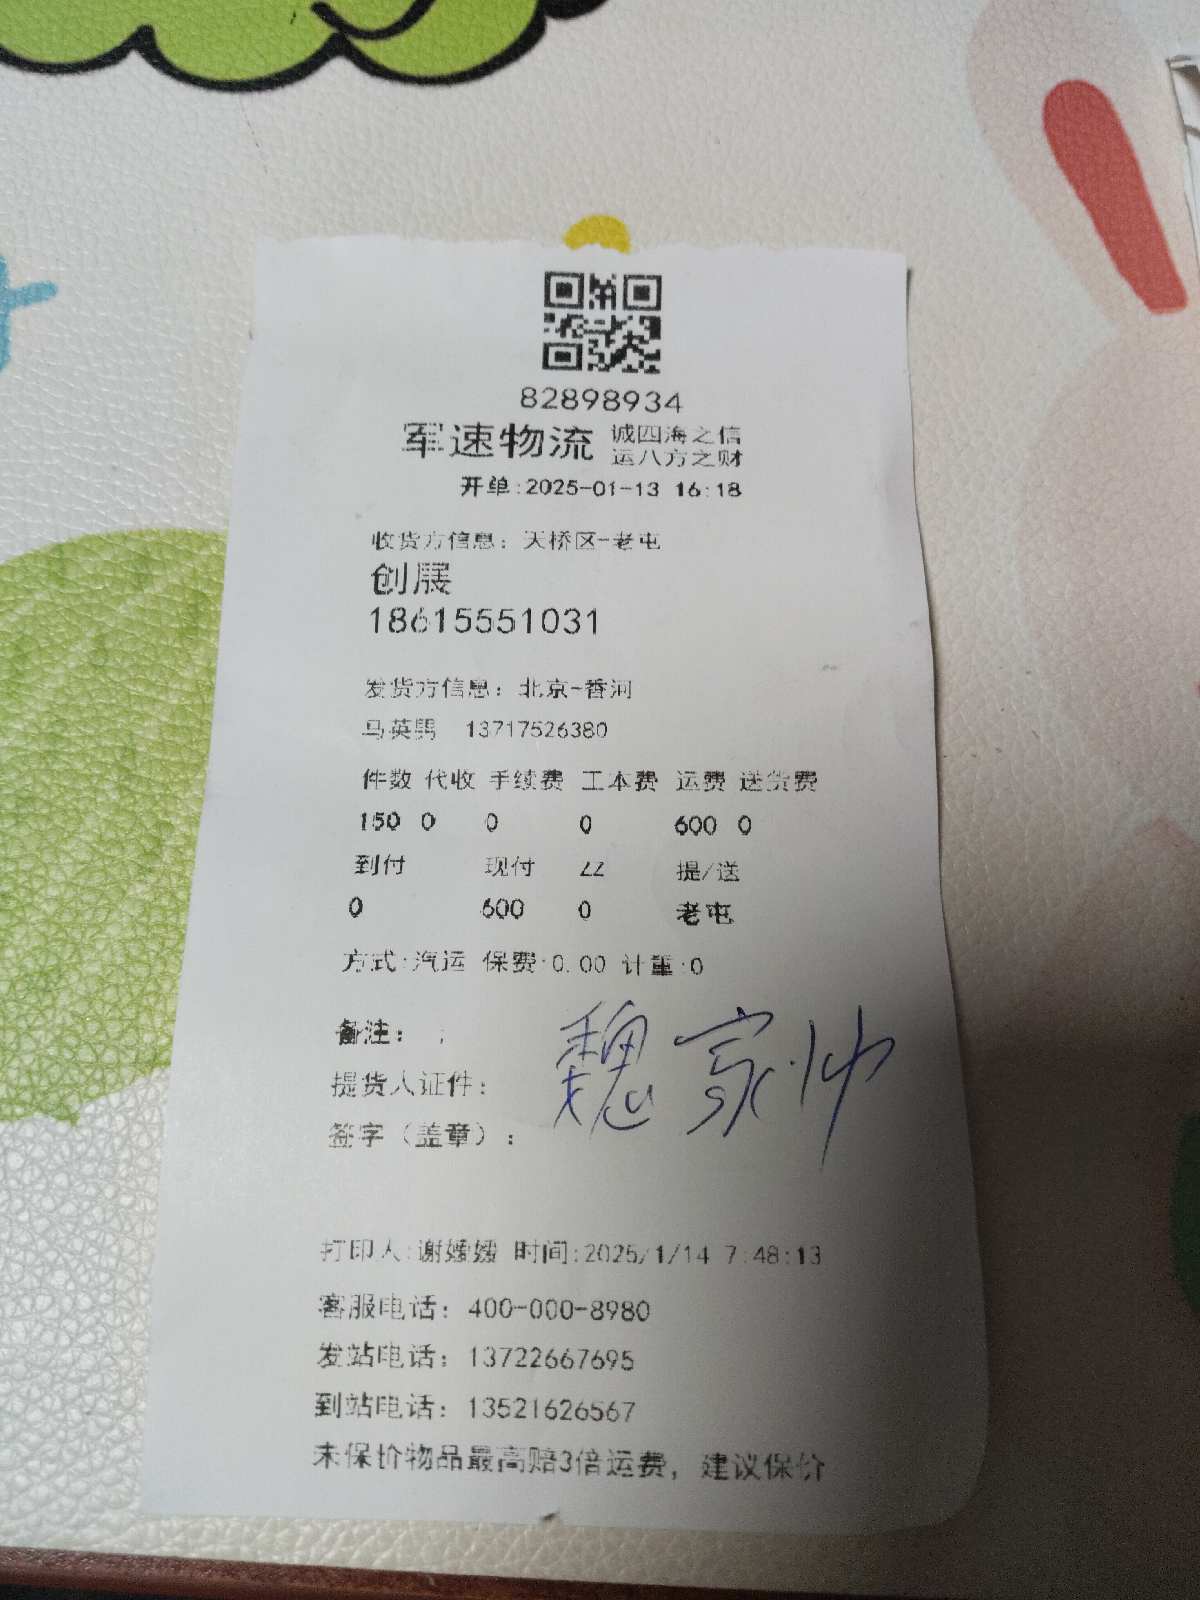 82898934
军速物流 诚四海之信
运八方之财
开单:2025-01-13 16:18
收货方信息：天桥区-老屯
创展
18615551031
发货方信息：北京-香河
马英男 13717526380
件数 代收 手续费 工本费 运费 送货费
150 0 0 0 600 0
到付 现付 ZZ 提/送
0 600 0 老屯
方式:汽运 保费:0.00 计重:0
备注： ;
提货人证件：
魏家帅
签字（盖章）：
打印人:谢嫒嫒 时间:2025/1/14 7:48:13
客服电话：400-000-8980
发站电话：13722667695
到站电话：13521626567
未保价物品最高赔3倍运费，建议保价